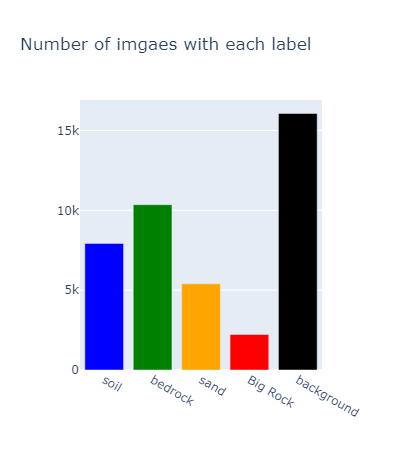 Number of imgaes with each label
15k
10k
5k
0
soil
bedrock
sand
Big Rock
background